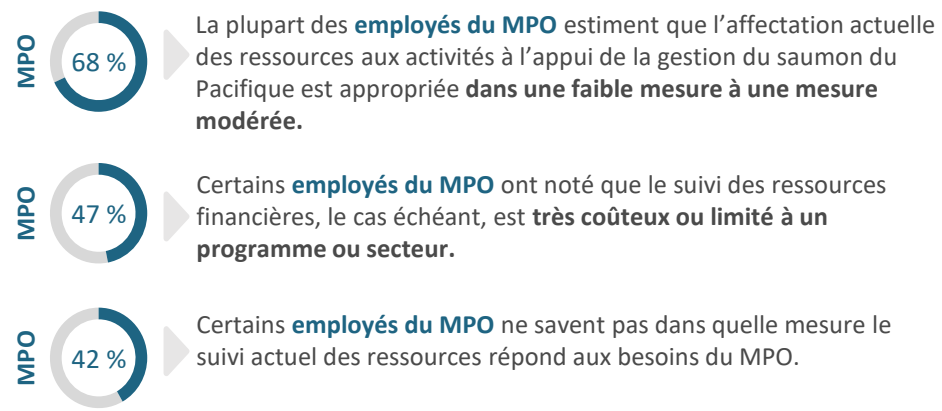 MPO
68 %
La plupart des employés du MPO estiment que l’affectation actuelle
des ressources aux activités à l’appui de la gestion du saumon du
Pacifique est appropriée dans une faible mesure à une mesure
modérée.
MPO
47 %
Certains employés du MPO ont noté que le suivi des ressources
financières, le cas échéant, est très coûteux ou limité à un
programme ou secteur.
MPO
42 %
Certains employés du MPO ne savent pas dans quelle mesure le
suivi actuel des ressources répond aux besoins du MPO.